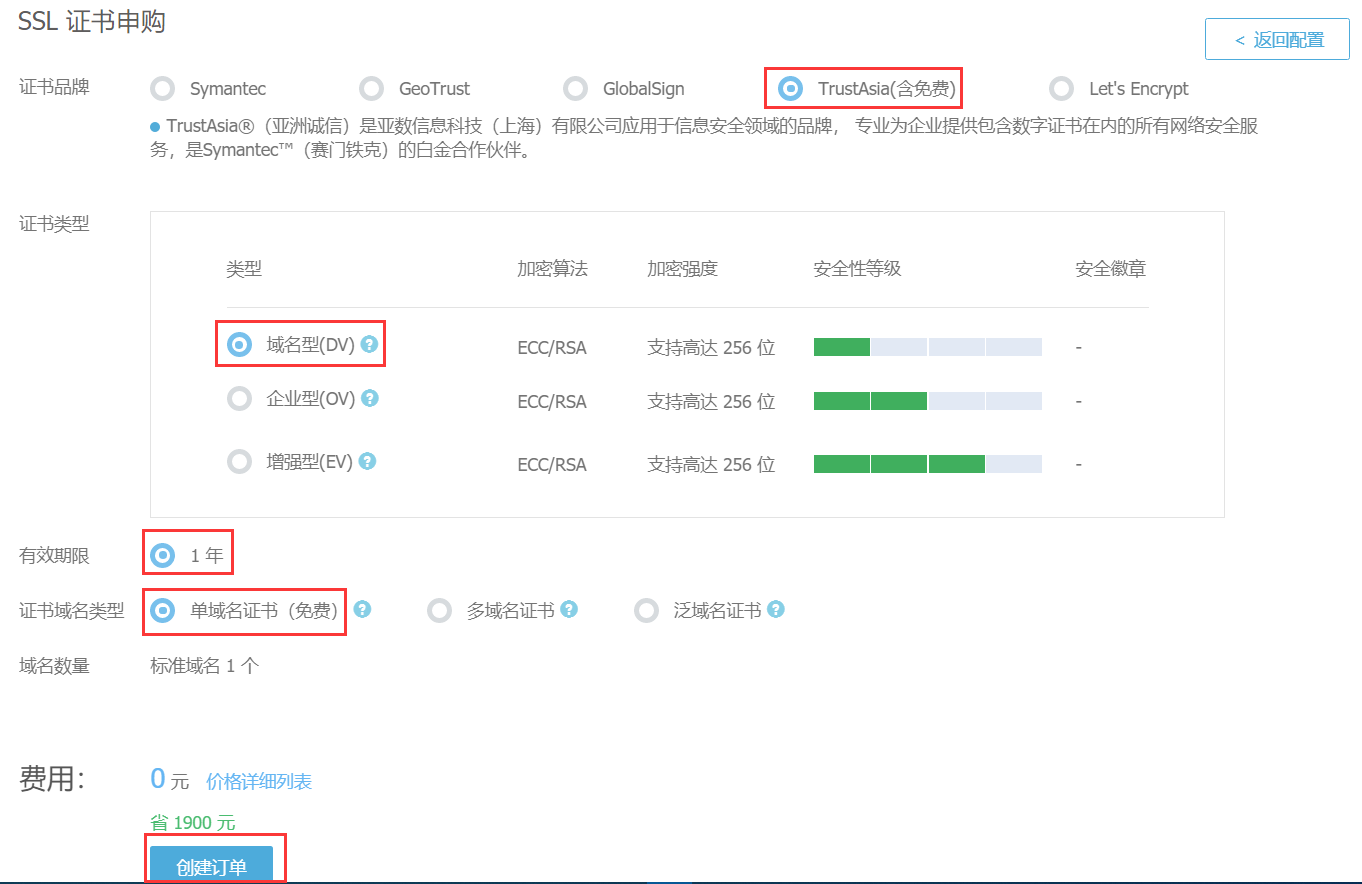 SSL 证书申购
< 返回配置
证书品牌 Symantec GeoTrust GlobalSign TrustAsia(含免费) Let's Encrypt
TrustAsia®（亚洲诚信）是亚数信息科技（上海）有限公司应用于信息安全领域的品牌， 专业为企业提供包含数字证书在内的所有网络安全服
务，是Symantec™（赛门铁克）的白金合作伙伴。
证书类型
类型 加密算法 加密强度 安全性等级 安全徽章
域名型(DV) ? ECC/RSA 支持高达 256 位 -
企业型(OV) ? ECC/RSA 支持高达 256 位 -
增强型(EV) ? ECC/RSA 支持高达 256 位 -
有效期限 1 年
证书域名类型 单域名证书（免费） ? 多域名证书 ? 泛域名证书 ?
域名数量 标准域名 1 个
费用： 0 元 价格详细列表
省 1900 元
创建订单